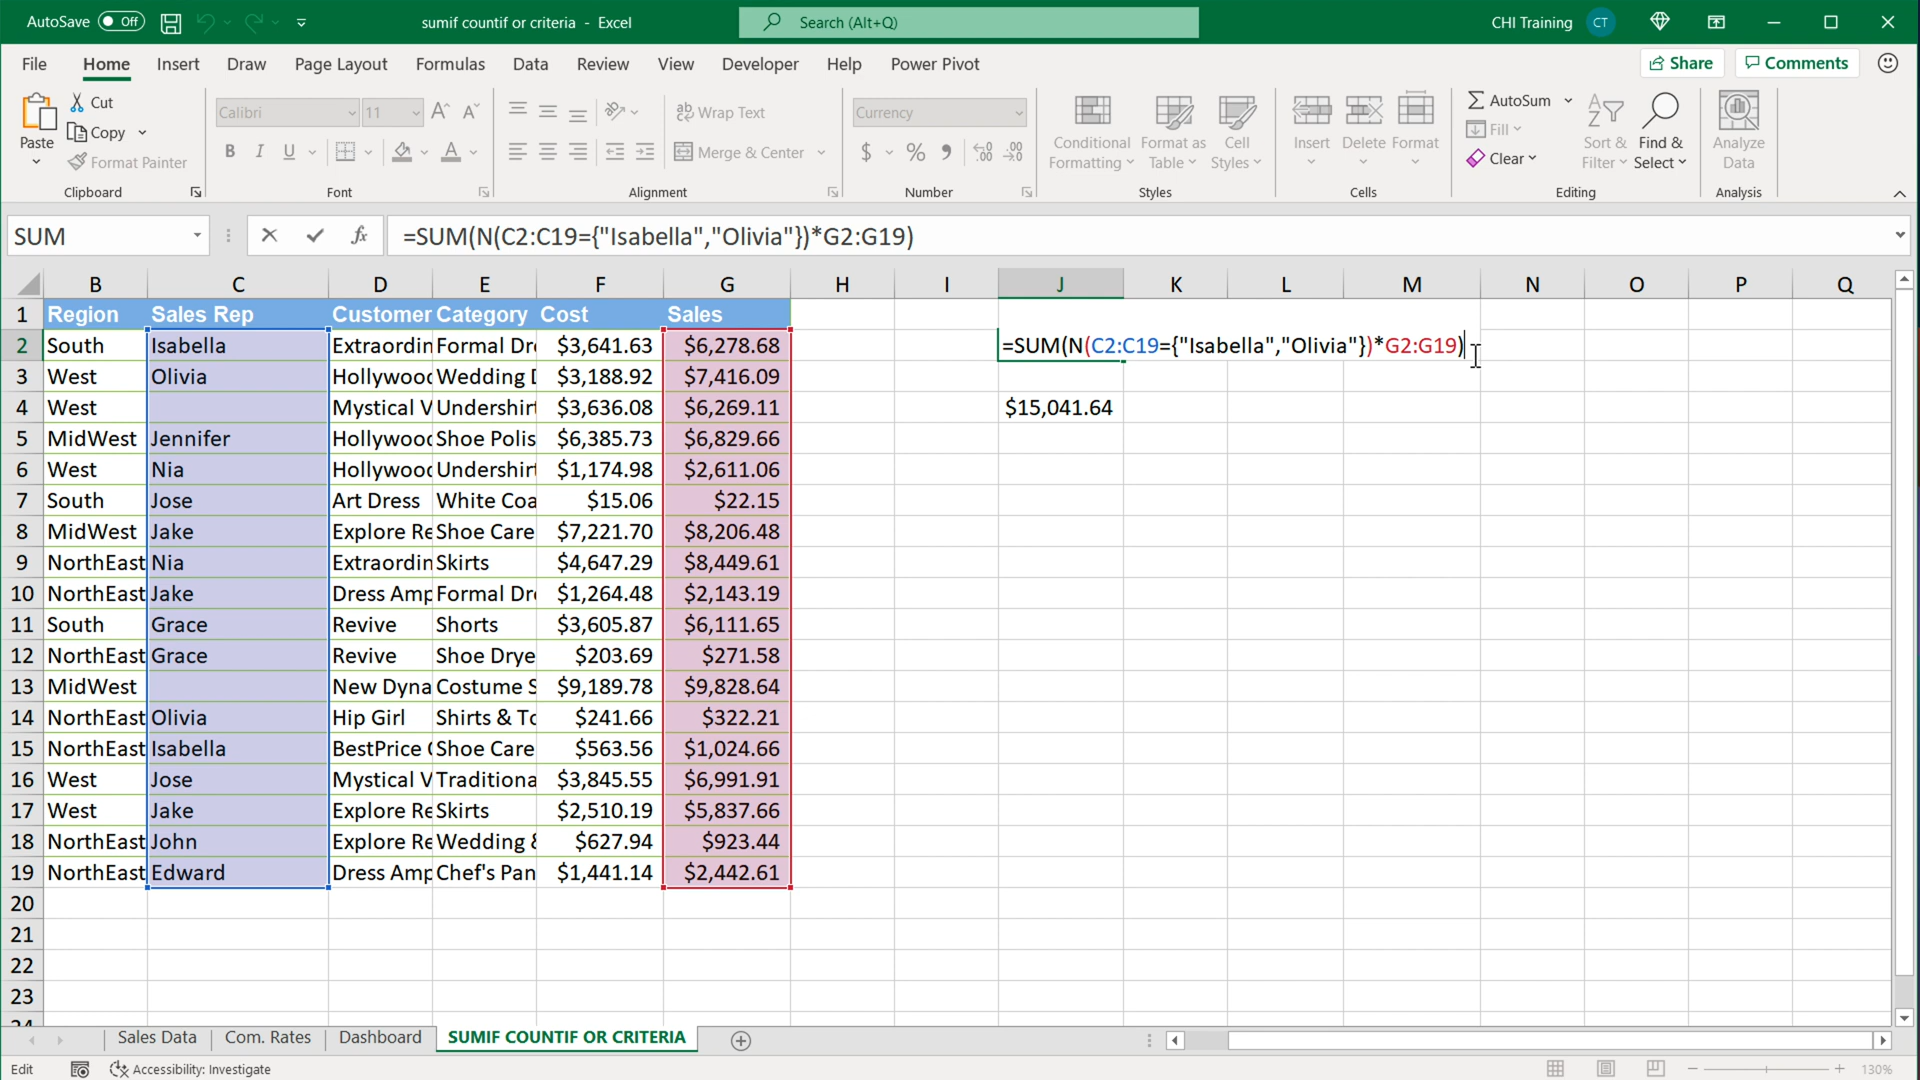 AutoSave Off sumif countif or criteria - Excel Search (Alt+Q) CHI Training CT
File Home Insert Draw Page Layout Formulas Data Review View Developer Help Power Pivot Share Comments
Paste Cut Copy Format Painter Clipboard
Calibri 11 B I U A Font
Wrap Text Merge & Center Alignment
Currency $ % Number
Conditional Formatting Format as Table Cell Styles Styles
Insert Delete Format Cells
AutoSum Fill Clear Sort & Filter Find & Select Editing
Analyze Data Analysis
SUM fx =SUM(N(C2:C19={"Isabella","Olivia"})*G2:G19)
B C D E F G H I J K L M N O P Q
1 Region Sales Rep Customer Category Cost Sales
2 South Isabella Extraordin Formal Dr $3,641.63 $6,278.68 =SUM(N(C2:C19={"Isabella","Olivia"})*G2:G19)
3 West Olivia Hollywoo Wedding D $3,188.92 $7,416.09
4 West Mystical V Undershirt $3,636.08 $6,269.11 $15,041.64
5 MidWest Jennifer Hollywoo Shoe Polis $6,385.73 $6,829.66
6 West Nia Hollywoo Undershirt $1,174.98 $2,611.06
7 South Jose Art Dress White Coa $15.06 $22.15
8 MidWest Jake Explore Re Shoe Care $7,221.70 $8,206.48
9 NorthEast Nia Extraordin Skirts $4,647.29 $8,449.61
10 NorthEast Jake Dress Amp Formal Dr $1,264.48 $2,143.19
11 South Grace Revive Shorts $3,605.87 $6,111.65
12 NorthEast Grace Revive Shoe Drye $203.69 $271.58
13 MidWest New Dyna Costume S $9,189.78 $9,828.64
14 NorthEast Olivia Hip Girl Shirts & To $241.66 $322.21
15 NorthEast Isabella BestPrice Shoe Care $563.56 $1,024.66
16 West Jose Mystical V Traditiona $3,845.55 $6,991.91
17 West Jake Explore Re Skirts $2,510.19 $5,837.66
18 NorthEast John Explore Re Wedding & $627.94 $923.44
19 NorthEast Edward Dress Amp Chef's Pan $1,441.14 $2,442.61
20
21
22
23
Sales Data Com. Rates Dashboard SUMIF COUNTIF OR CRITERIA
Edit Accessibility: Investigate 130%